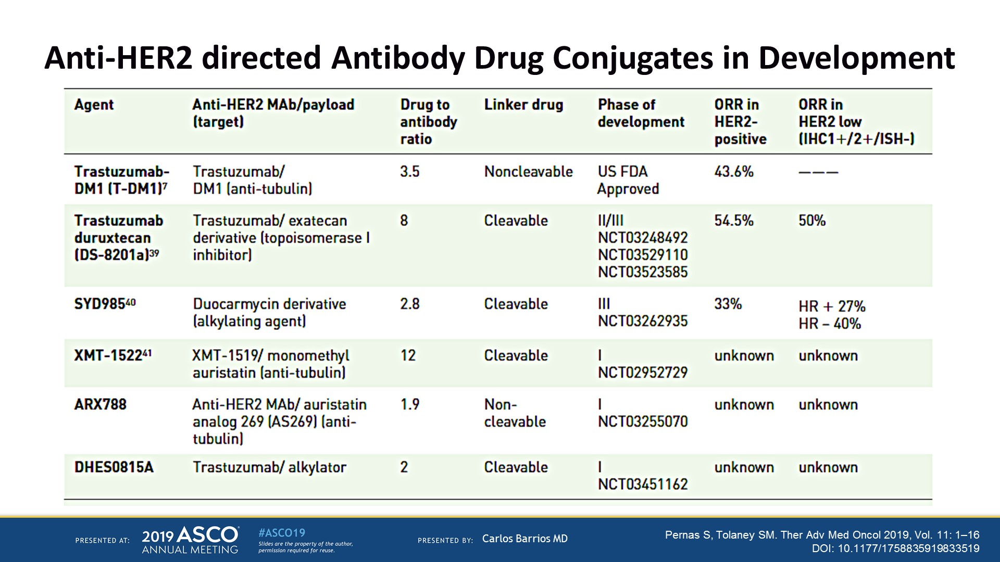 Anti-HER2 directed Antibody Drug Conjugates in Development
Agent
Anti-HER2 MAb/payload
(target)
Drug to
antibody
ratio
Linker drug
Phase of
development
ORR in
HER2-
positive
ORR in
HER2 low
(IHC1+/2+/ISH-)
Trastuzumab-
DM1 (T-DM1)7
Trastuzumab/
DM1 (anti-tubulin)
3.5
Noncleavable
US FDA
Approved
43.6%
———
Trastuzumab
duruxtecan
(DS-8201a)39
Trastuzumab/ exatecan
derivative (topoisomerase I
inhibitor)
8
Cleavable
II/III
NCT03248492
NCT03529110
NCT03523585
54.5%
50%
SYD98540
Duocarmycin derivative
(alkylating agent)
2.8
Cleavable
III
NCT03262935
33%
HR + 27%
HR – 40%
XMT-152241
XMT-1519/ monomethyl
auristatin (anti-tubulin)
12
Cleavable
I
NCT02952729
unknown
unknown
ARX788
Anti-HER2 MAb/ auristatin
analog 269 (AS269) (anti-
tubulin)
1.9
Non-
cleavable
I
NCT03255070
unknown
unknown
DHES0815A
Trastuzumab/ alkylator
2
Cleavable
I
NCT03451162
unknown
unknown
PRESENTED AT:
2019 ASCO®
ANNUAL MEETING
#ASCO19
Slides are the property of the author,
permission required for reuse.
PRESENTED BY:
Carlos Barrios MD
Pernas S, Tolaney SM. Ther Adv Med Oncol 2019, Vol. 11: 1–16
DOI: 10.1177/1758835919833519